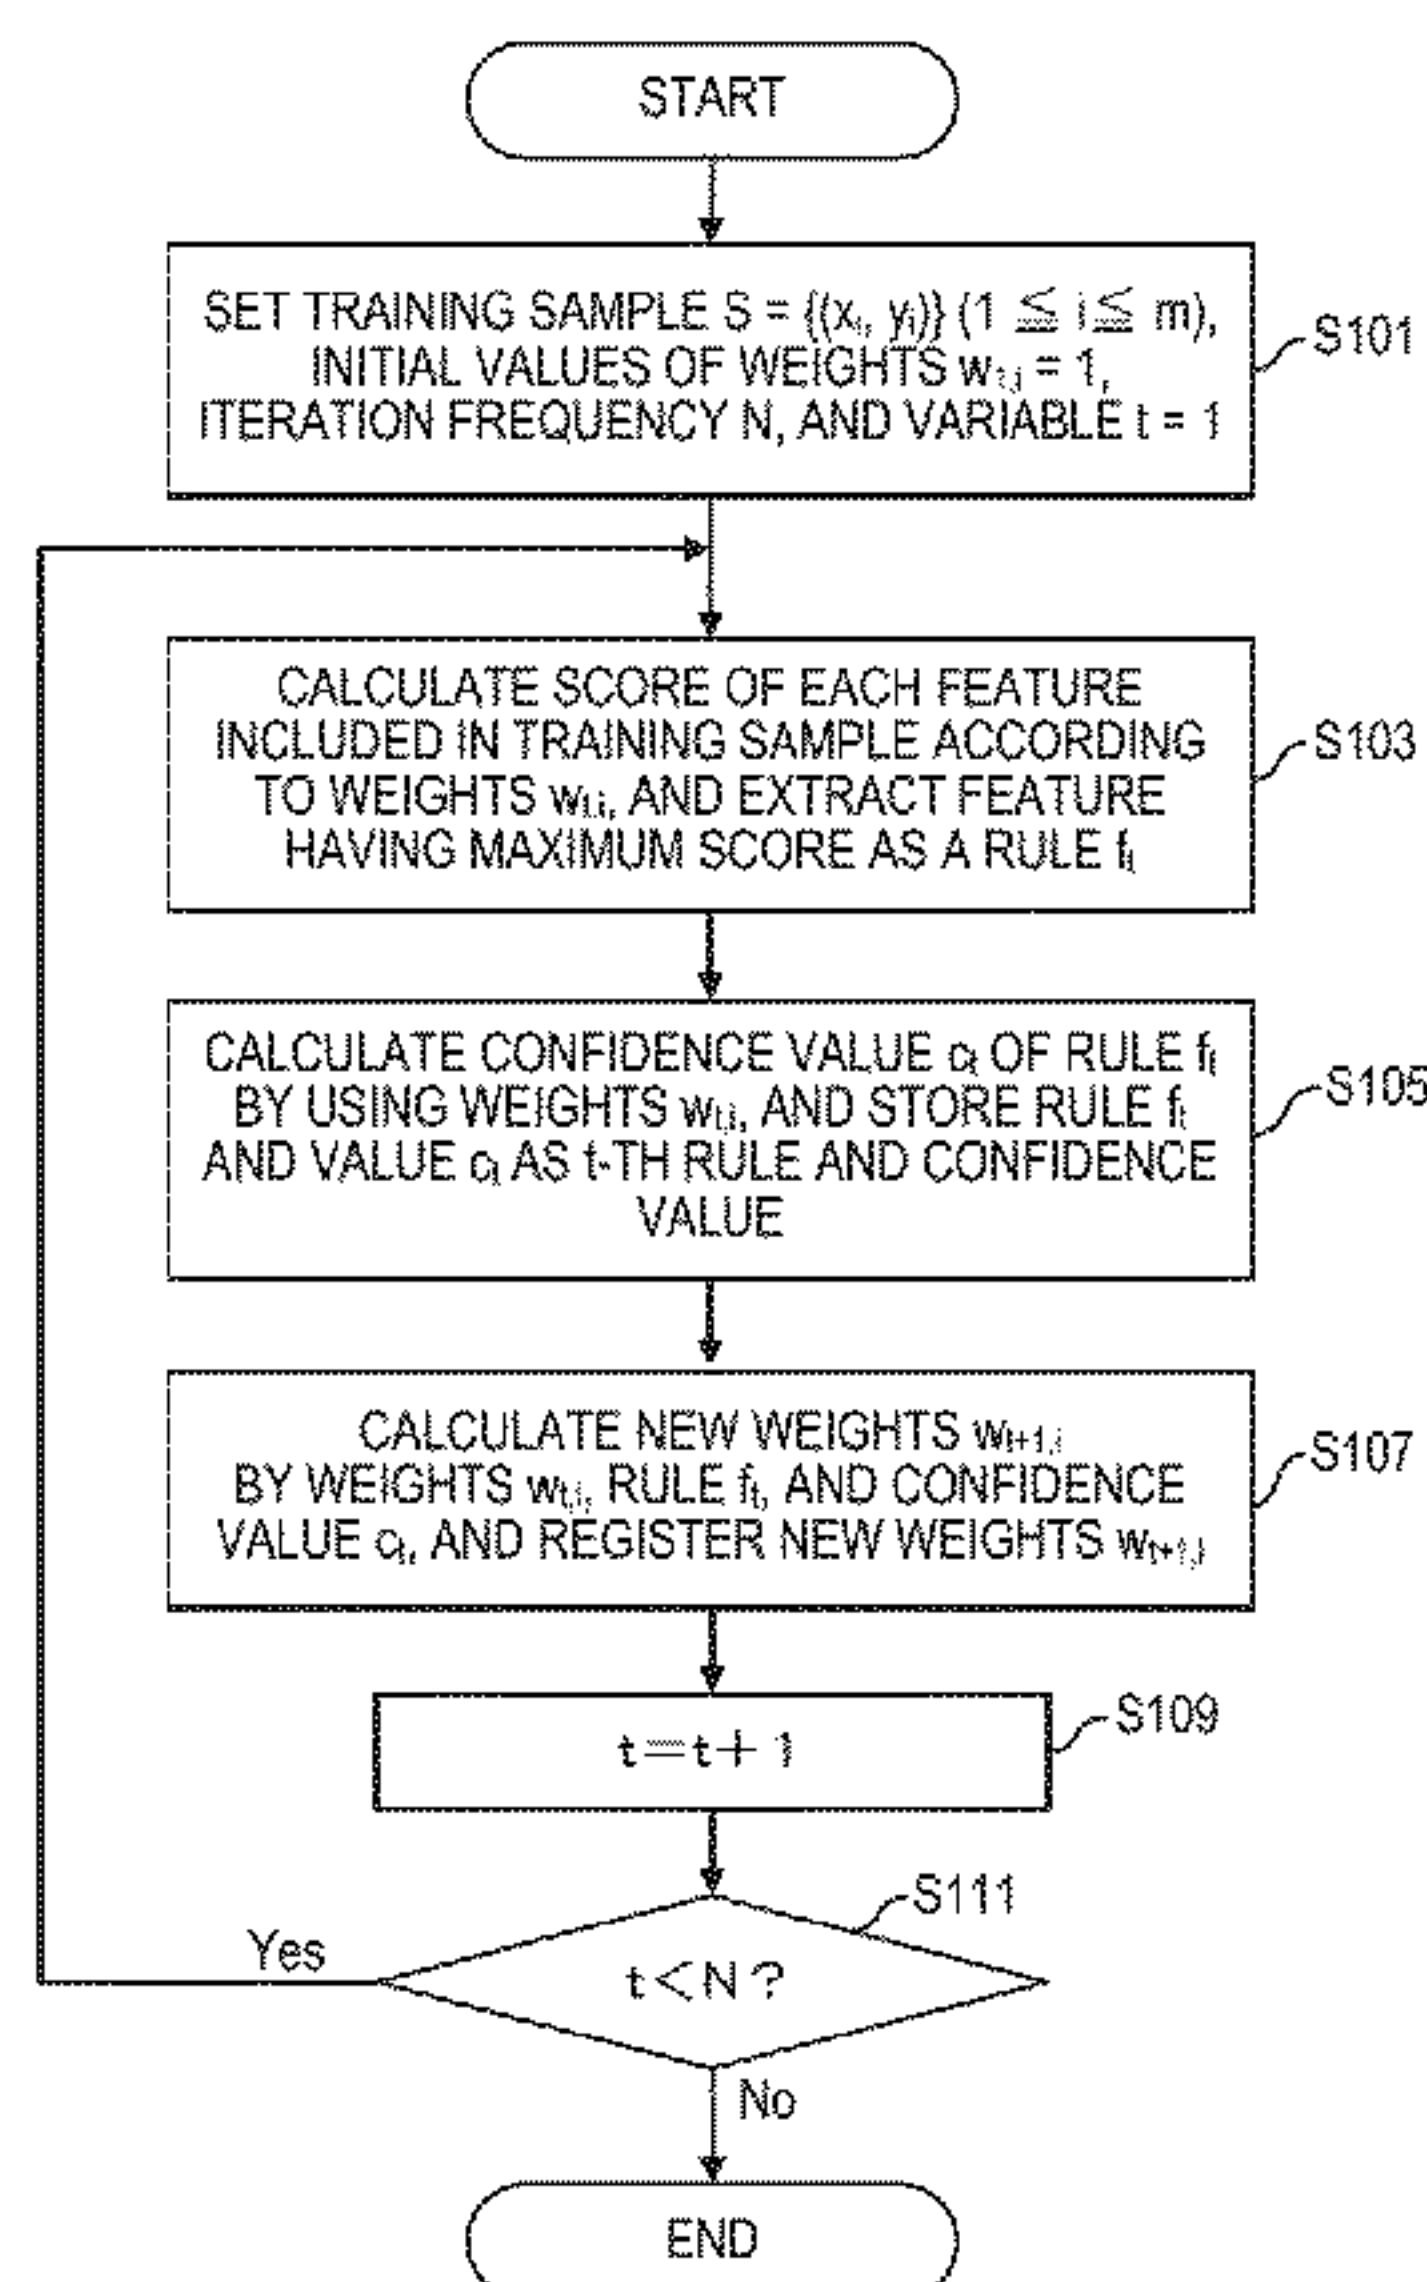 START
SET TRAINING SAMPLE S = {(xᵢ, yᵢ)} (1 ≦ i ≦ m),
INITIAL VALUES OF WEIGHTS w₁,ᵢ = 1,
ITERATION FREQUENCY N, AND VARIABLE t = 1
S101
CALCULATE SCORE OF EACH FEATURE
INCLUDED IN TRAINING SAMPLE ACCORDING
TO WEIGHTS wₜ,ᵢ, AND EXTRACT FEATURE
HAVING MAXIMUM SCORE AS A RULE fₜ
S103
CALCULATE CONFIDENCE VALUE cₜ OF RULE fₜ
BY USING WEIGHTS wₜ,ᵢ, AND STORE RULE fₜ
AND VALUE cₜ AS t-TH RULE AND CONFIDENCE
VALUE
S105
CALCULATE NEW WEIGHTS wₜ₊₁,ᵢ
BY WEIGHTS wₜ,ᵢ, RULE fₜ, AND CONFIDENCE
VALUE cₜ, AND REGISTER NEW WEIGHTS wₜ₊₁,ᵢ
S107
t=t+1
S109
S111
t<N?
Yes
No
END